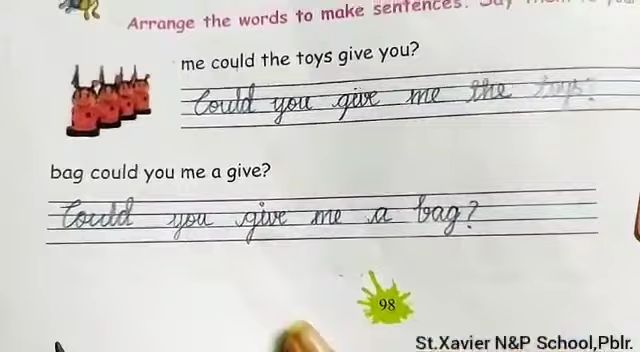 Arrange the words to make sentences.
me could the toys give you?
Could you give me the toys?
bag could you me a give?
Could you give me a bag?
98
St.Xavier N&P School,Pblr.